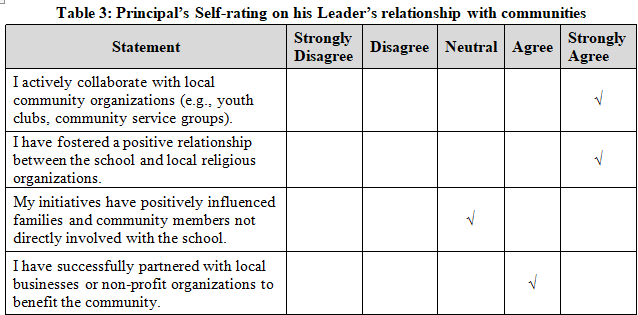 Table 3: Principal's Self-rating on his Leader's relationship with communities
Statement
Strongly
Disagree
Disagree
Neutral
Agree
Strongly
Agree
I actively collaborate with local
community organizations (e.g., youth
clubs, community service groups).
√
I have fostered a positive relationship
between the school and local religious
organizations.
√
My initiatives have positively influenced
families and community members not
directly involved with the school.
√
I have successfully partnered with local
businesses or non-profit organizations to
benefit the community.
√